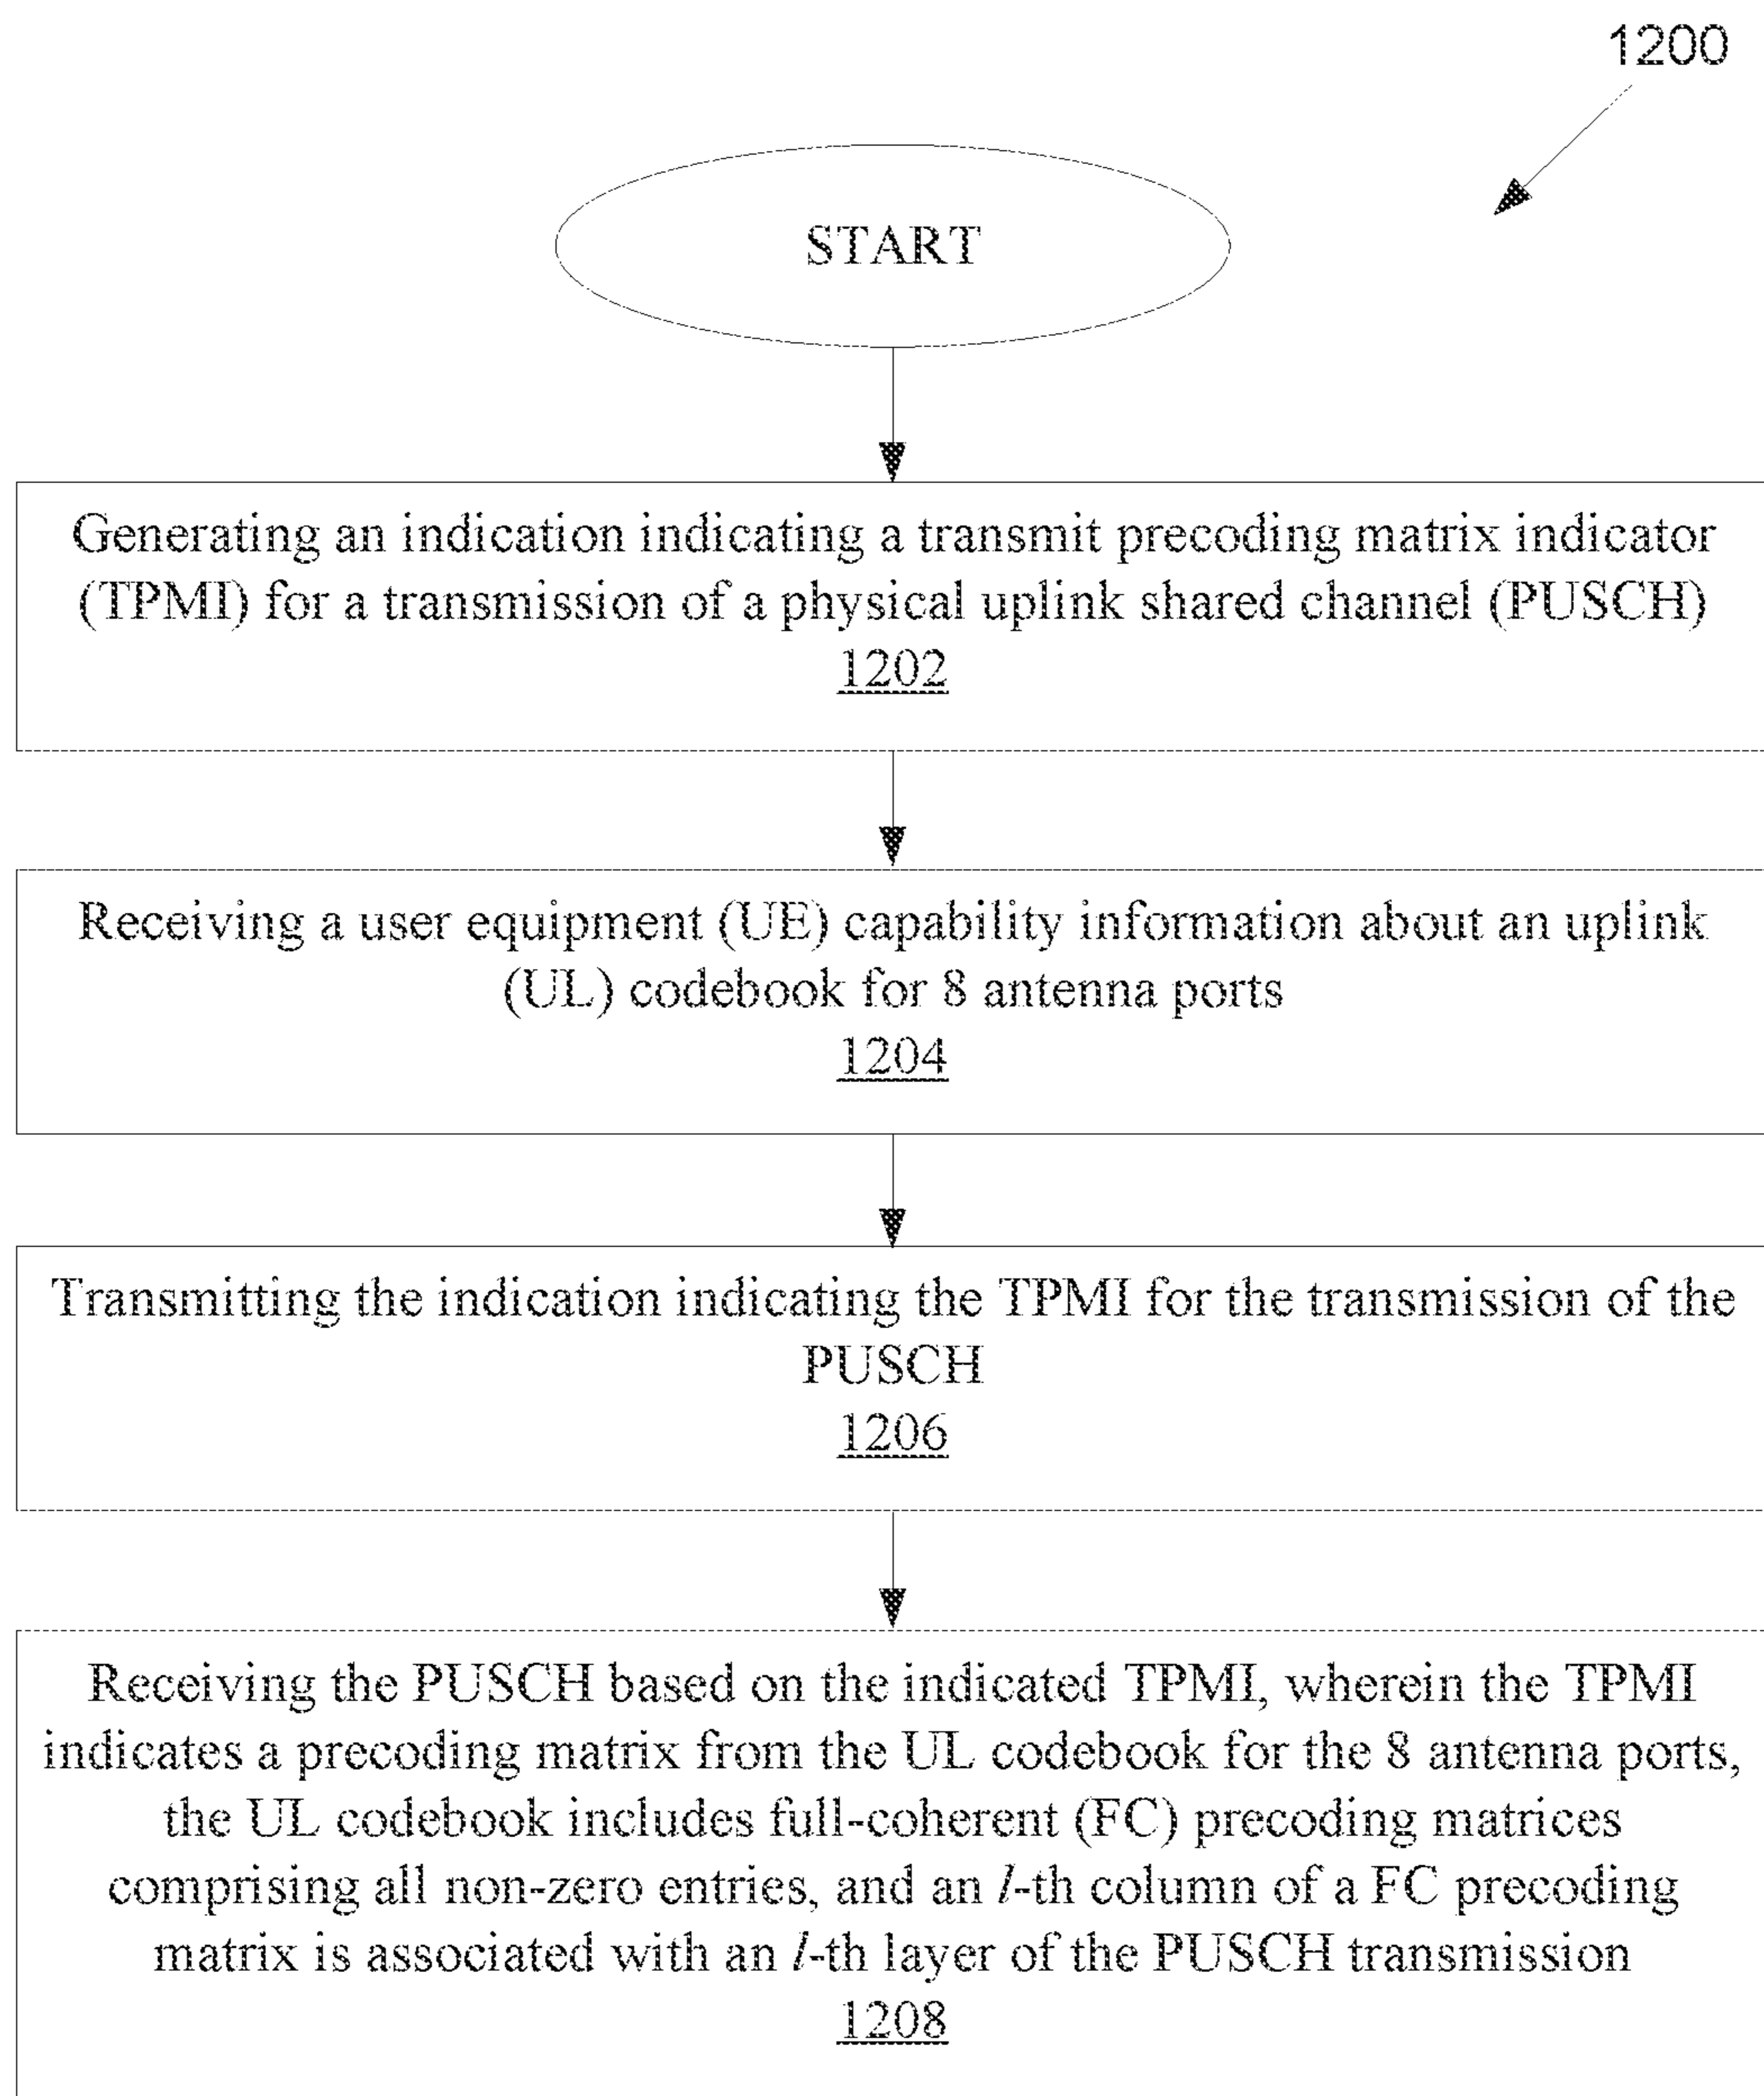 1200
START
Generating an indication indicating a transmit precoding matrix indicator
(TPMI) for a transmission of a physical uplink shared channel (PUSCH)
1202
Receiving a user equipment (UE) capability information about an uplink
(UL) codebook for 8 antenna ports
1204
Transmitting the indication indicating the TPMI for the transmission of the
PUSCH
1206
Receiving the PUSCH based on the indicated TPMI, wherein the TPMI
indicates a precoding matrix from the UL codebook for the 8 antenna ports,
the UL codebook includes full-coherent (FC) precoding matrices
comprising all non-zero entries, and an l-th column of a FC precoding
matrix is associated with an l-th layer of the PUSCH transmission
1208